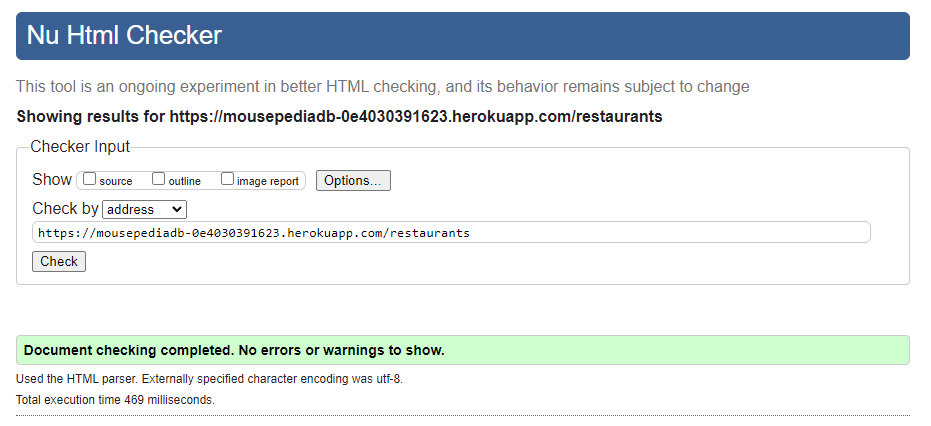 Nu Html Checker
This tool is an ongoing experiment in better HTML checking, and its behavior remains subject to change
Showing results for https://mousepediadb-0e4030391623.herokuapp.com/restaurants
Checker Input
Show source outline image report Options...
Check by address
https://mousepediadb-0e4030391623.herokuapp.com/restaurants
Check
Document checking completed. No errors or warnings to show.
Used the HTML parser. Externally specified character encoding was utf-8.
Total execution time 469 milliseconds.